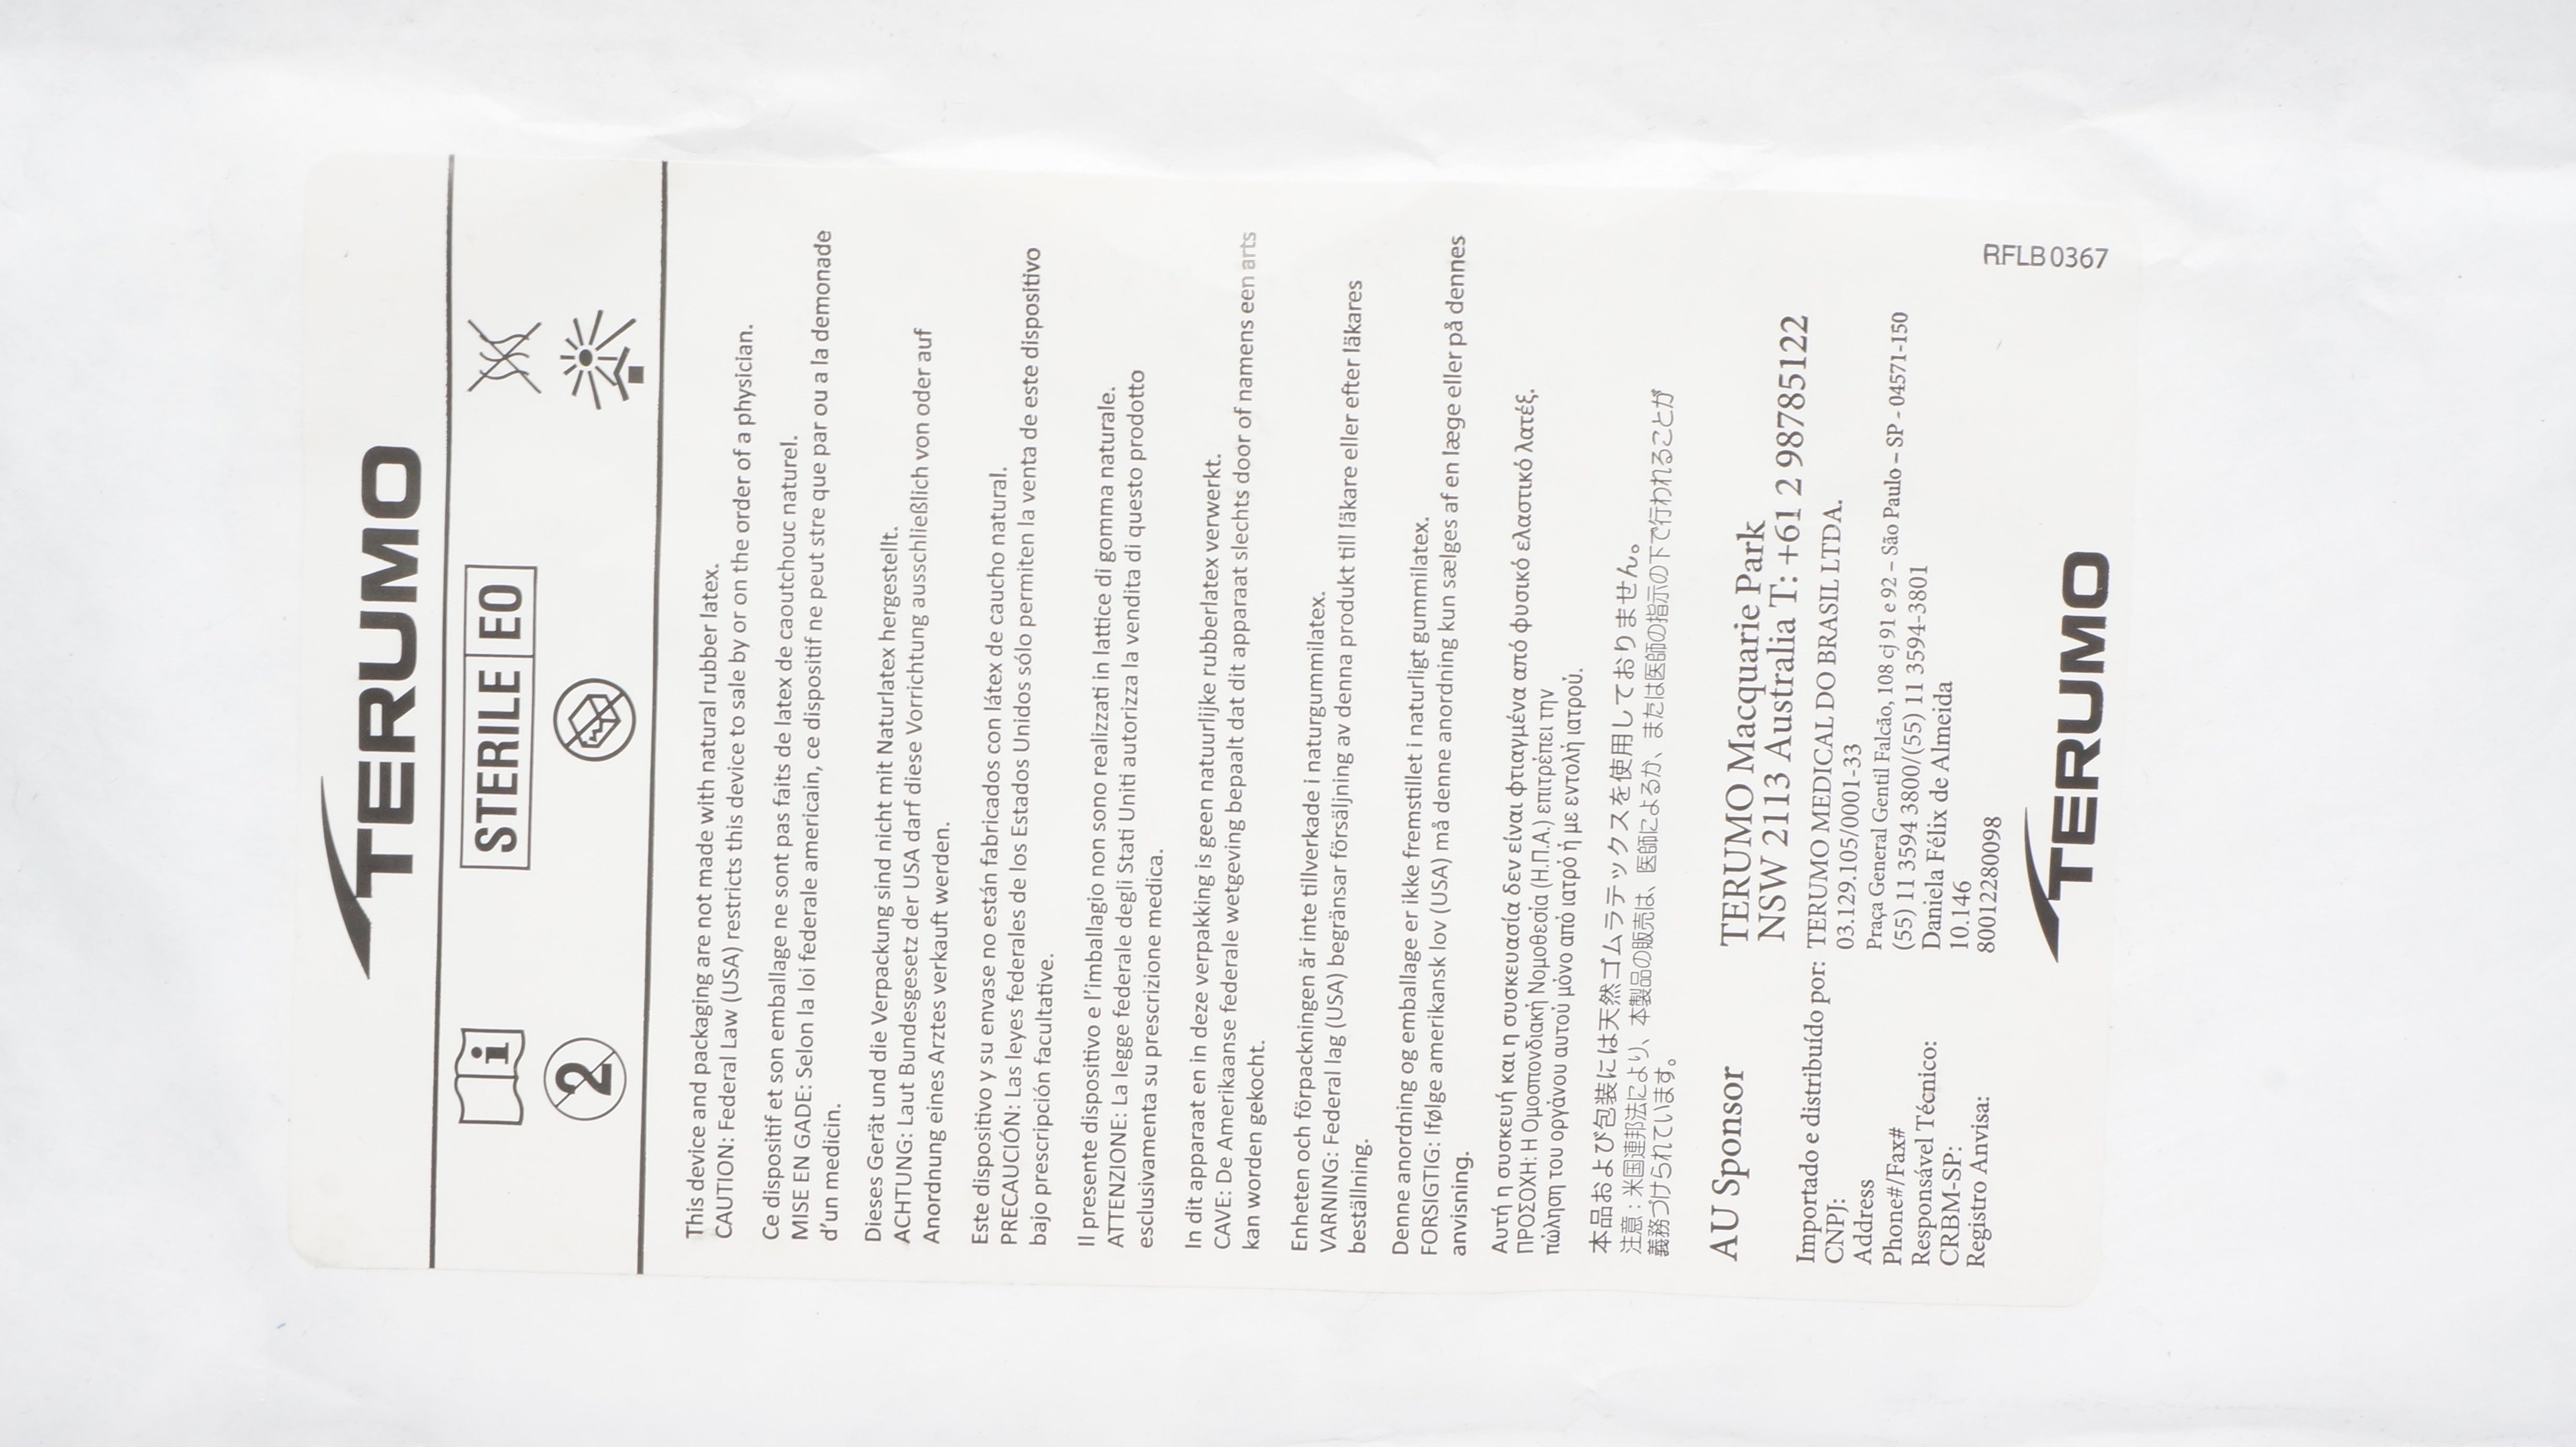 TERUMO
STERILE EO
2
This device and packaging are not made with natural rubber latex.
CAUTION: Federal Law (USA) restricts this device to sale by or on the order of a physician.
Ce dispositif et son emballage ne sont pas faits de latex de caoutchouc naturel.
MISE EN GADE: Selon la loi federale americain, ce dispositif ne peut stre que par ou a la demonade
d'un medicin.
Dieses Gerät und die Verpackung sind nicht mit Naturlatex hergestellt.
ACHTUNG: Laut Bundesgesetz der USA darf diese Vorrichtung ausschließlich von oder auf
Anordnung eines Arztes verkauft werden.
Este dispositivo y su envase no están fabricados con látex de caucho natural.
PRECAUCIÓN: Las leyes federales de los Estados Unidos sólo permiten la venta de este dispositivo
bajo prescripción facultative.
Il presente dispositivo e l'imballagio non sono realizzati in lattice di gomma naturale.
ATTENZIONE: La legge federale degli Stati Uniti autorizza la vendita di questo prodotto
esclusivamenta su prescrizione medica.
In dit apparaat en in deze verpakking is geen natuurlijke rubberlatex verwerkt.
CAVE: De Amerikaanse federale wetgeving bepaalt dat dit apparaat slechts door of namens een arts
kan worden gekocht.
Enheten och förpackningen är inte tillverkade i naturgummilatex.
VARNING: Federal lag (USA) begränsar försäljning av denna produkt till läkare eller efter läkares
beställning.
Denne anordning og emballage er ikke fremstillet i naturligt gummilatex.
FORSIGTIG: Ifølge amerikansk lov (USA) må denne anordning kun sælges af en læge eller på dennes
anvisning.
Αυτή η συσκευή και η συσκευασία δεν είναι φτιαγμένα από φυσικό ελαστικό λατέξ.
ΠΡΟΣΟΧΗ: Η Ομοσπονδιακή Νομοθεσία (Η.Π.Α.) επιτρέπει την
πώληση του οργάνου αυτού μόνο από ιατρό ή με εντολή ιατρού.
本品および包装には天然ゴムラテックスを使用しておりません。
注意：米国連邦法により、本製品の販売は、医師によるか、または医師の指示の下で行われることが
義務づけられています。
AU Sponsor TERUMO Macquarie Park
NSW 2113 Australia T: +61 2 98785122
Importado e distribuído por: TERUMO MEDICAL DO BRASIL LTDA.
CNPJ: 03.129.105/0001-33
Address Praça General Gentil Falcão, 108 cj 91 e 92 – São Paulo – SP - 04571-150
Phone#/Fax# (55) 11 3594 3800/(55) 11 3594-3801
Responsável Técnico: Daniela Félix de Almeida
CRBM-SP: 10.146
Registro Anvisa: 80012280098
TERUMO
RFLB0367